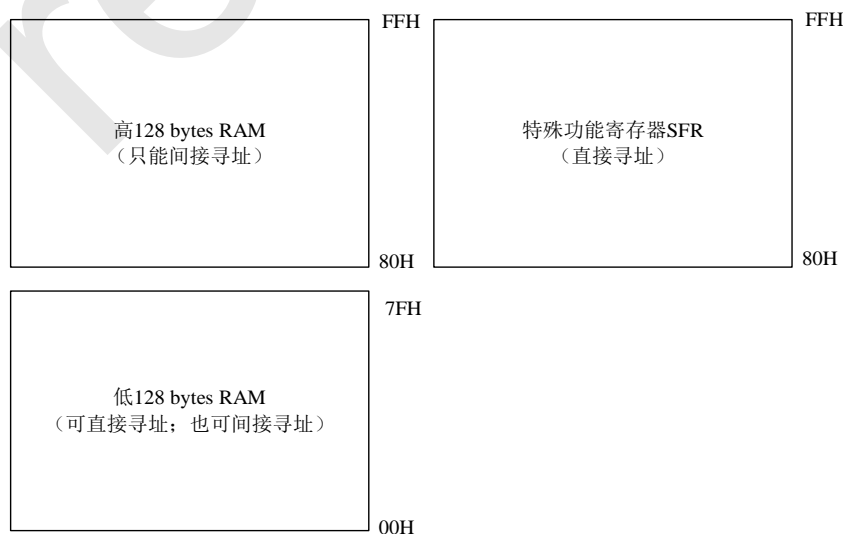 FFH
高128 bytes RAM
（只能间接寻址）
80H
FFH
特殊功能寄存器SFR
（直接寻址）
80H
7FH
低128 bytes RAM
（可直接寻址；也可间接寻址）
00H